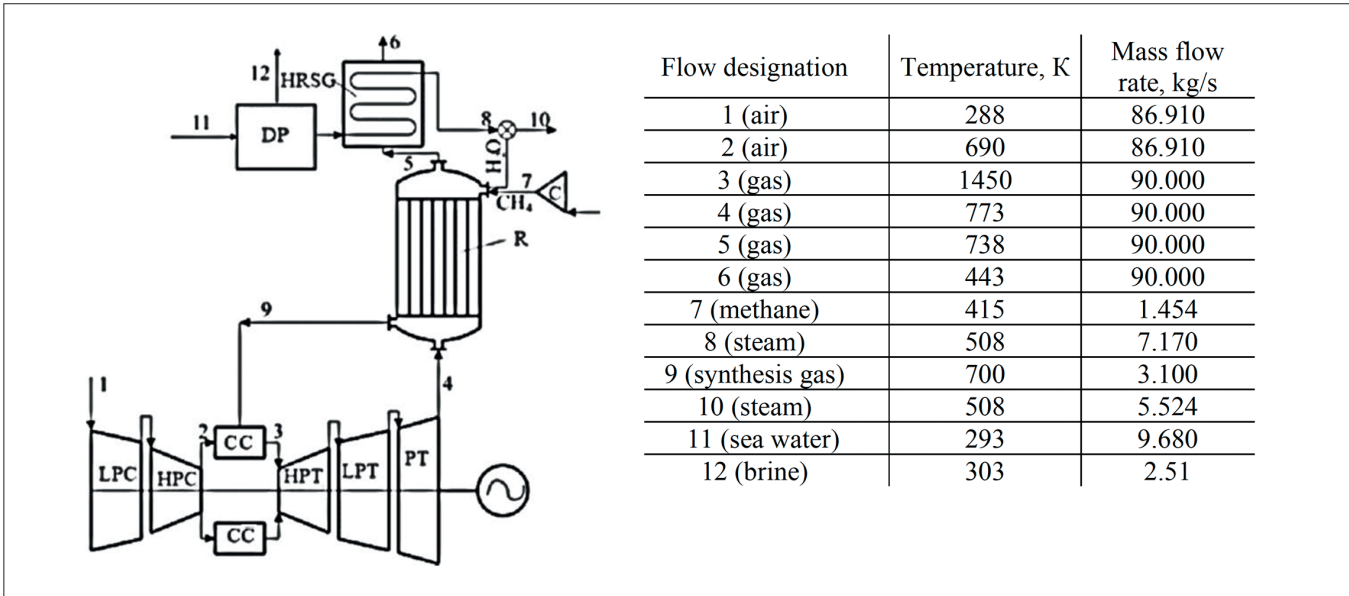 6
12
HRSG
11
DP
8
10
H₂O
5
7
C
CH₄
R
9
1
4
2
CC
3
LPC
HPC
HPT
LPT
PT
CC
Flow designation Temperature, K Mass flow
rate, kg/s
1 (air) 288 86.910
2 (air) 690 86.910
3 (gas) 1450 90.000
4 (gas) 773 90.000
5 (gas) 738 90.000
6 (gas) 443 90.000
7 (methane) 415 1.454
8 (steam) 508 7.170
9 (synthesis gas) 700 3.100
10 (steam) 508 5.524
11 (sea water) 293 9.680
12 (brine) 303 2.51